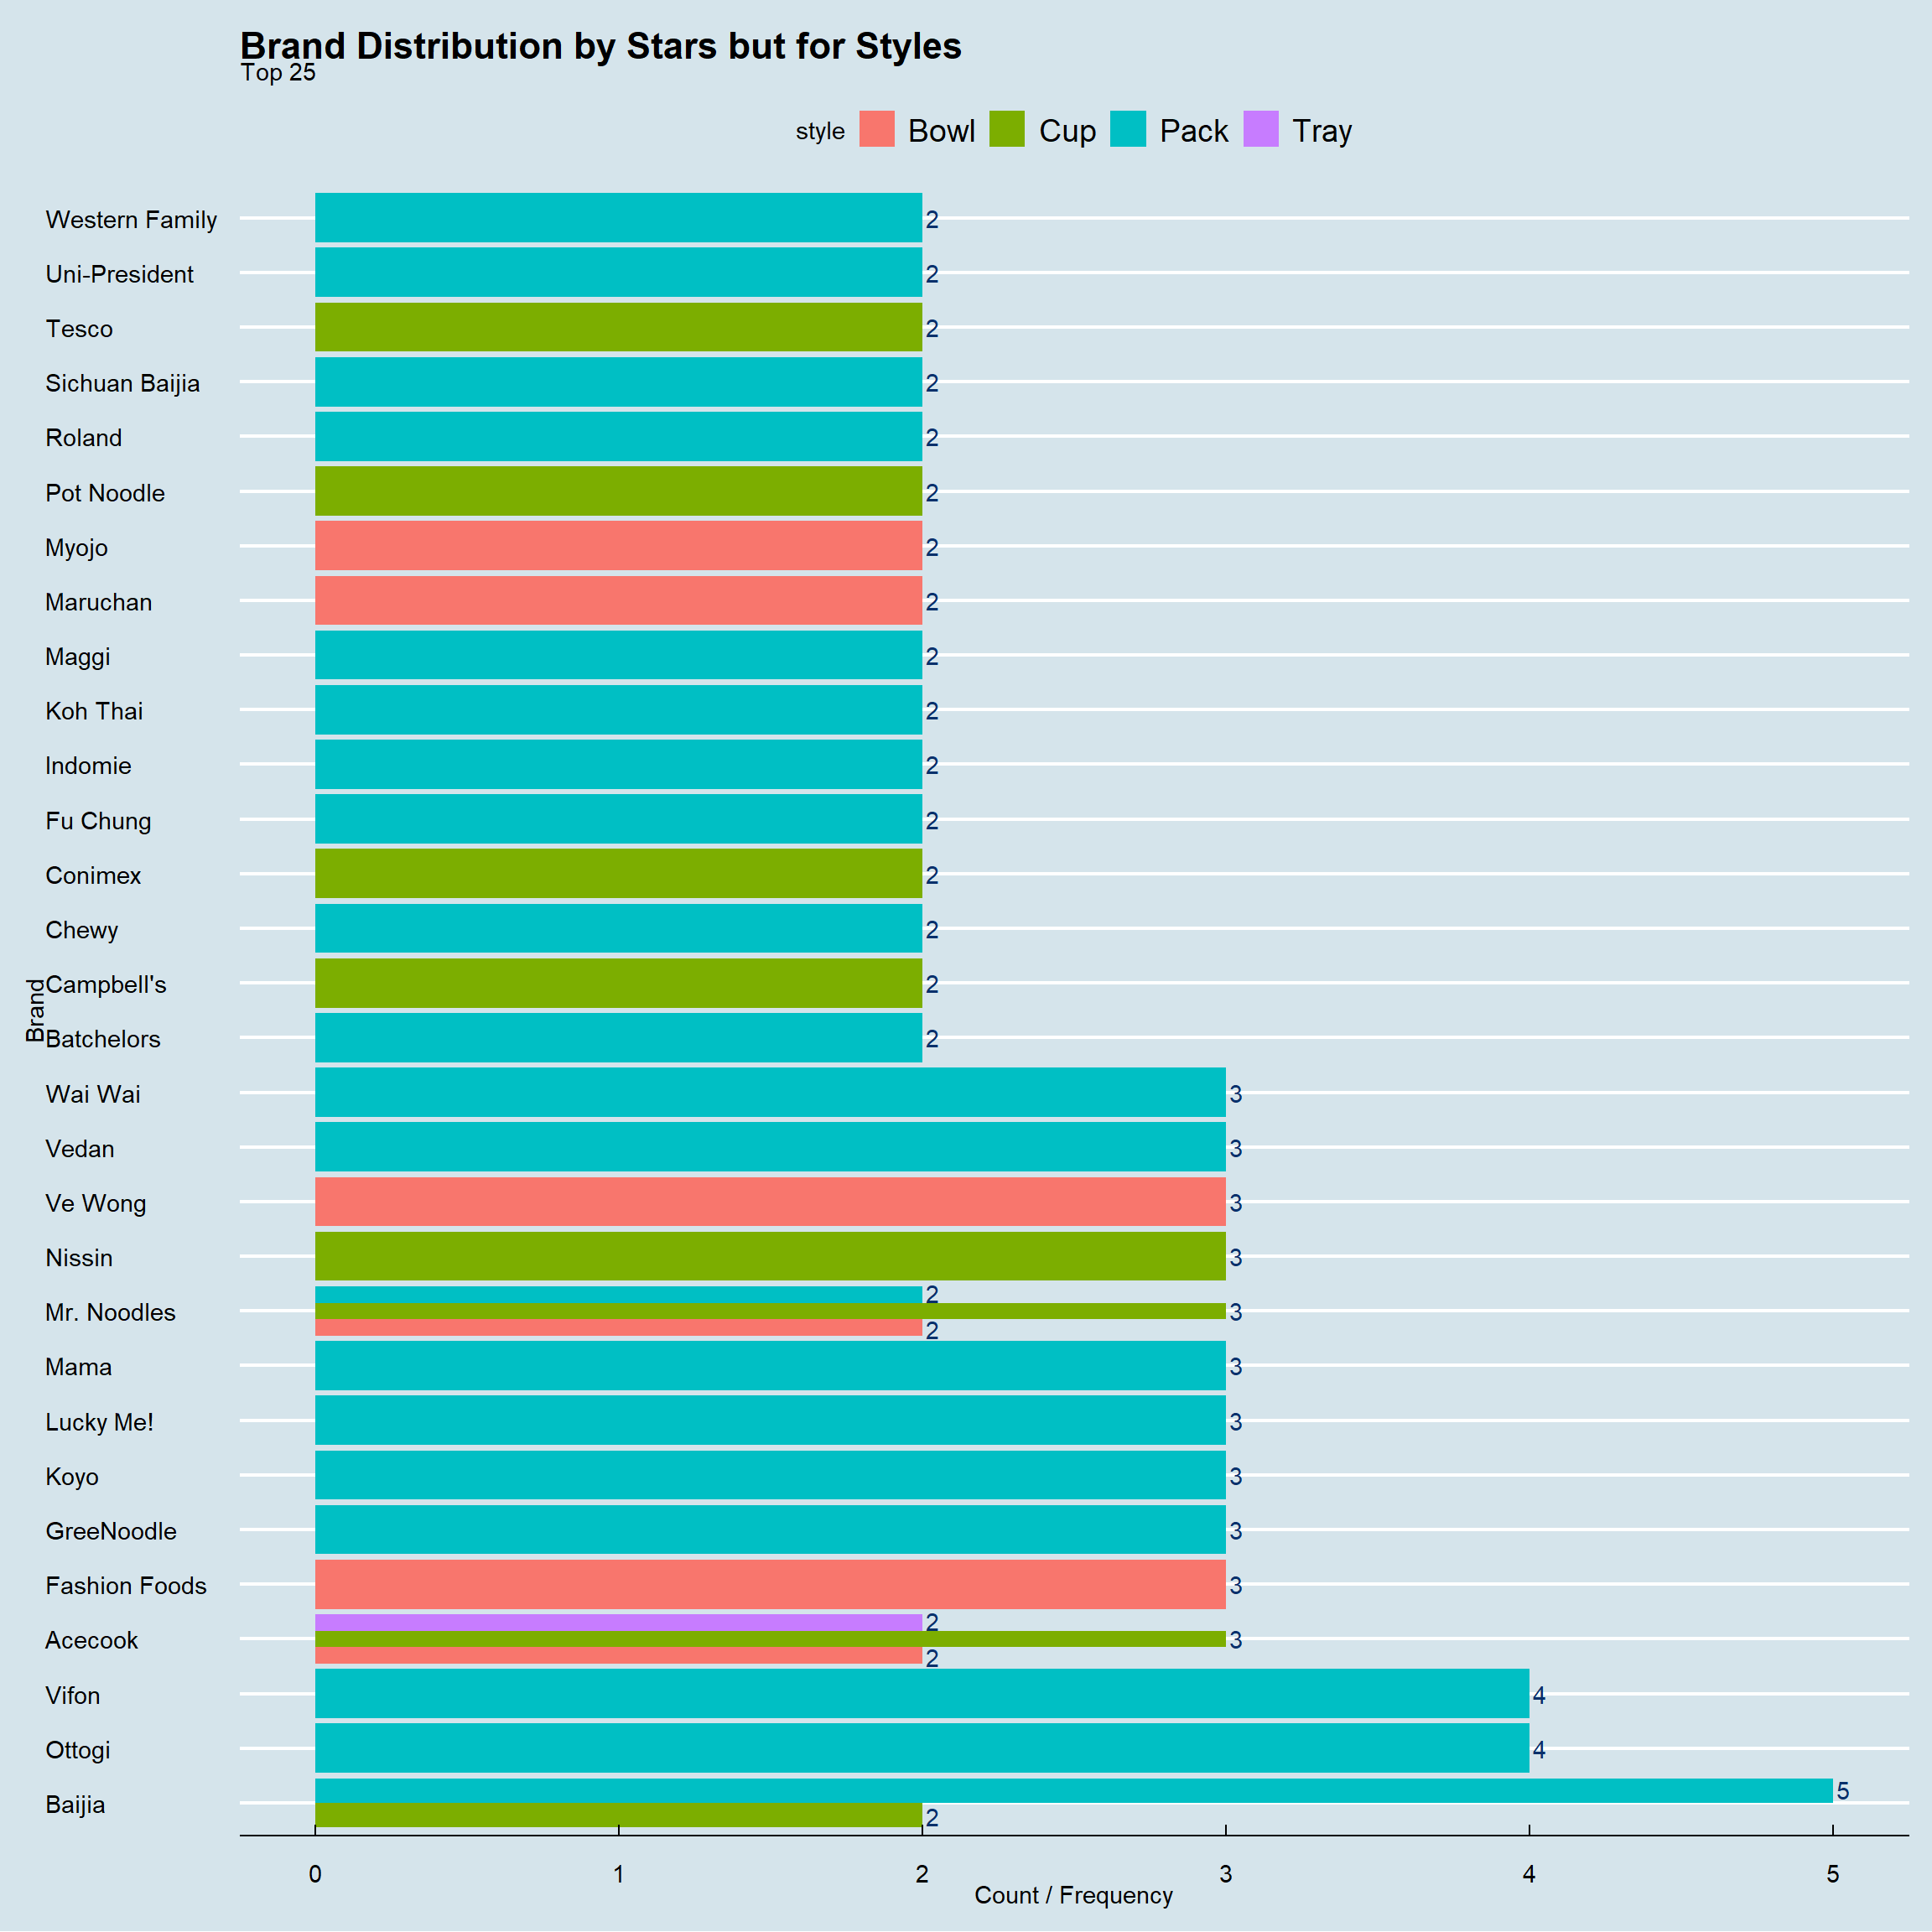 Brand Distribution by Stars but for Styles
Top 25
style Bowl Cup Pack Tray
Western Family 2
Uni-President 2
Tesco 2
Sichuan Baijia 2
Roland 2
Pot Noodle 2
Myojo 2
Maruchan 2
Maggi 2
Koh Thai 2
Indomie 2
Fu Chung 2
Conimex 2
Chewy 2
Campbell's 2
Brand
Batchelors 2
Wai Wai 3
Vedan 3
Ve Wong 3
Nissin 3
2
Mr. Noodles 3
2
Mama 3
Lucky Me! 3
Koyo 3
GreeNoodle 3
Fashion Foods 3
2
Acecook 3
2
Vifon 4
Ottogi 4
5
Baijia
2
0 1 2 3 4 5
Count / Frequency